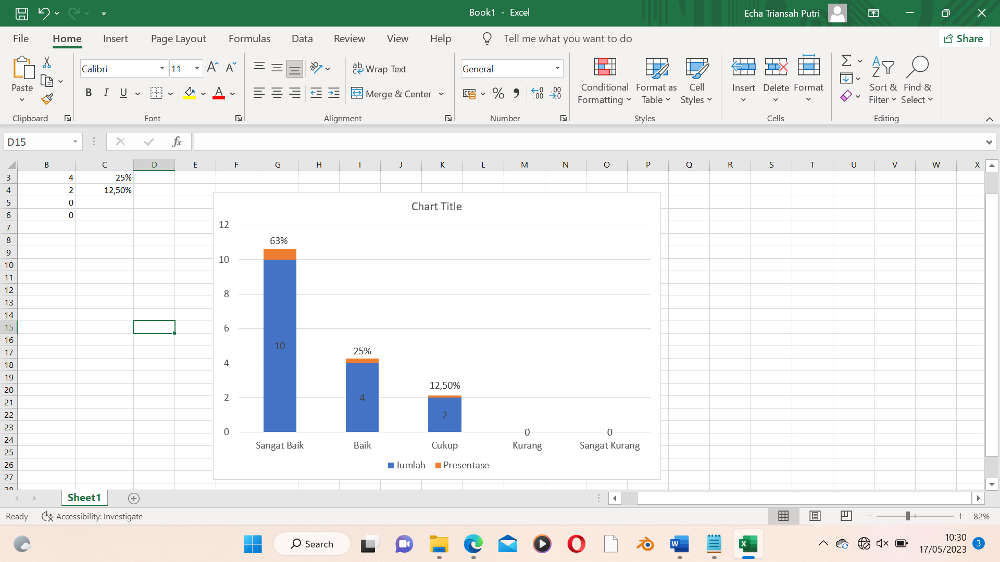 Book1 - Excel
Echa Triansah Putri
File Home Insert Page Layout Formulas Data Review View Help Tell me what you want to do Share
Paste
Clipboard
Calibri 11
B I U A
Font
ab Wrap Text
Merge & Center
Alignment
General
% ,
Number
Conditional Formatting
Format as Table
Cell Styles
Styles
Insert Delete Format
Cells
Sort & Filter
Find & Select
Editing
D15 fx
B C D E F G H I J K L M N O P Q R S T U V W X
3 4 25%
4 2 12,50%
5 0
6 0
7
8
9
10
11
12
13
14
15
16
17
18
19
20
21
22
23
24
25
26
27
28
Chart Title
12
63%
10
8
6
10
25%
4
12,50%
2
4
2
0 0 0
Sangat Baik Baik Cukup Kurang Sangat Kurang
Jumlah Presentase
Sheet1
Ready Accessibility: Investigate 82%
Search
10:30
17/05/2023
3